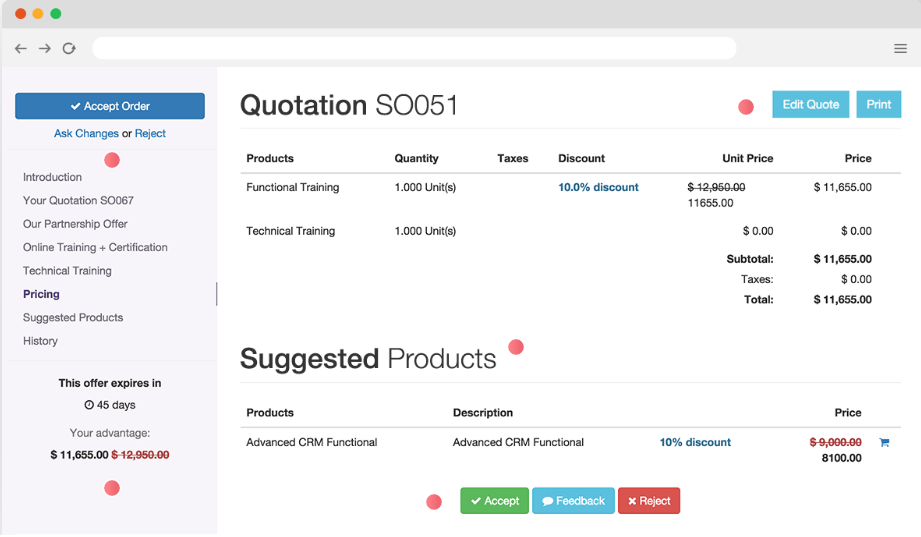 Accept Order
Ask Changes or Reject
Introduction
Your Quotation SO067
Our Partnership Offer
Online Training + Certification
Technical Training
Pricing
Suggested Products
History
This offer expires in
45 days
Your advantage:
$ 11,655.00 $ 12,950.00
Quotation SO051
Edit Quote Print
Products Quantity Taxes Discount Unit Price Price
Functional Training 1.000 Unit(s) 10.0% discount $ 12,950.00 $ 11,655.00
11655.00
Technical Training 1.000 Unit(s) $ 0.00 $ 0.00
Subtotal: $ 11,655.00
Taxes: $ 0.00
Total: $ 11,655.00
Suggested Products
Products Description Price
Advanced CRM Functional Advanced CRM Functional 10% discount $ 9,000.00
8100.00
Accept Feedback Reject